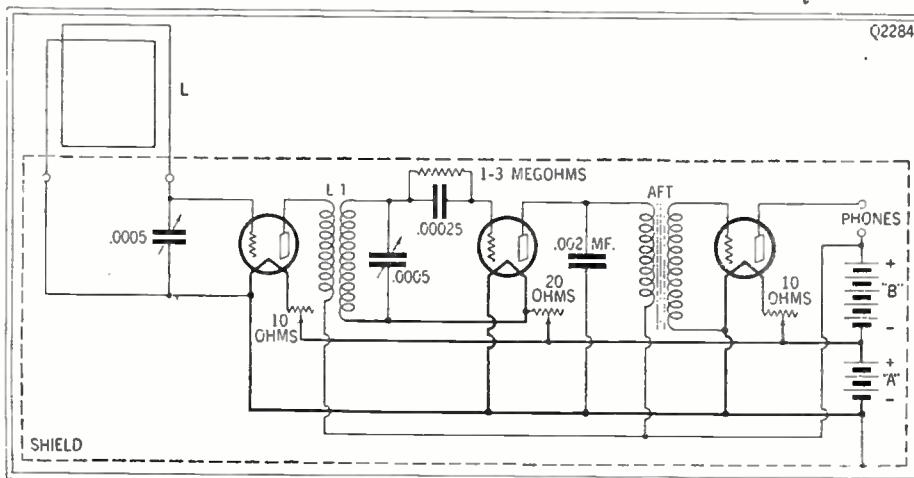 Q2284
L
L 1
1-3 MEGOHMS
AFT
.0005
.00025
.0005
.002 MF.
PHONES
+
"B"
-
10
OHMS
20
OHMS
10
OHMS
+
"A"
-
SHIELD